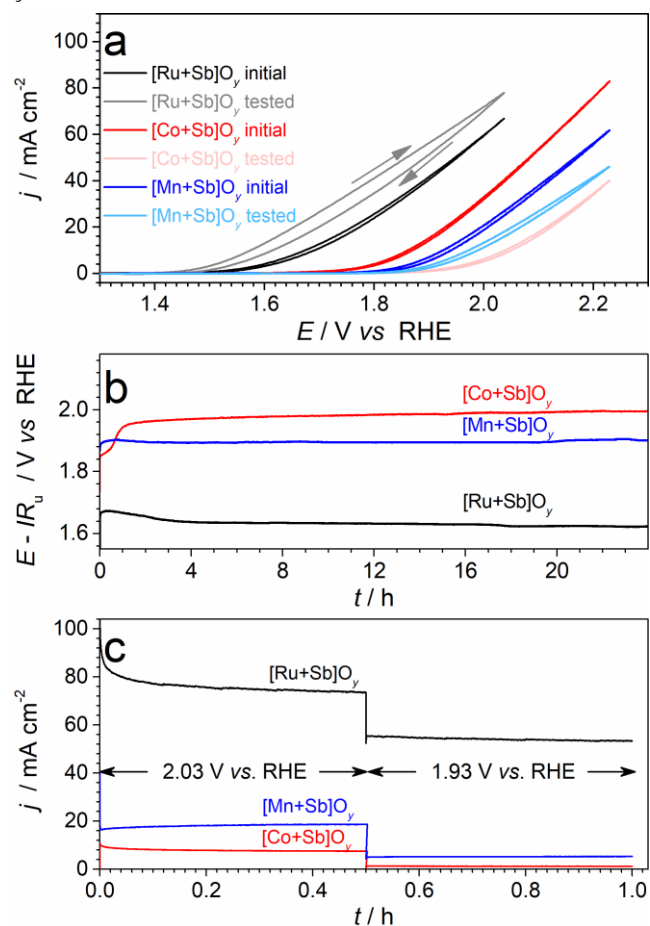 a
[Ru+Sb]Oy initial
[Ru+Sb]Oy tested
[Co+Sb]Oy initial
[Co+Sb]Oy tested
[Mn+Sb]Oy initial
[Mn+Sb]Oy tested
j / mA cm-2
100
80
60
40
20
0
1.4 1.6 1.8 2.0 2.2
E / V vs RHE
b
[Co+Sb]Oy
[Mn+Sb]Oy
[Ru+Sb]Oy
E - IRu / V vs RHE
2.0
1.8
1.6
0 4 8 12 16 20
t / h
c
[Ru+Sb]Oy
2.03 V vs. RHE
1.93 V vs. RHE
[Mn+Sb]Oy
[Co+Sb]Oy
j / mA cm-2
100
80
60
40
20
0
0.0 0.2 0.4 0.6 0.8 1.0
t / h